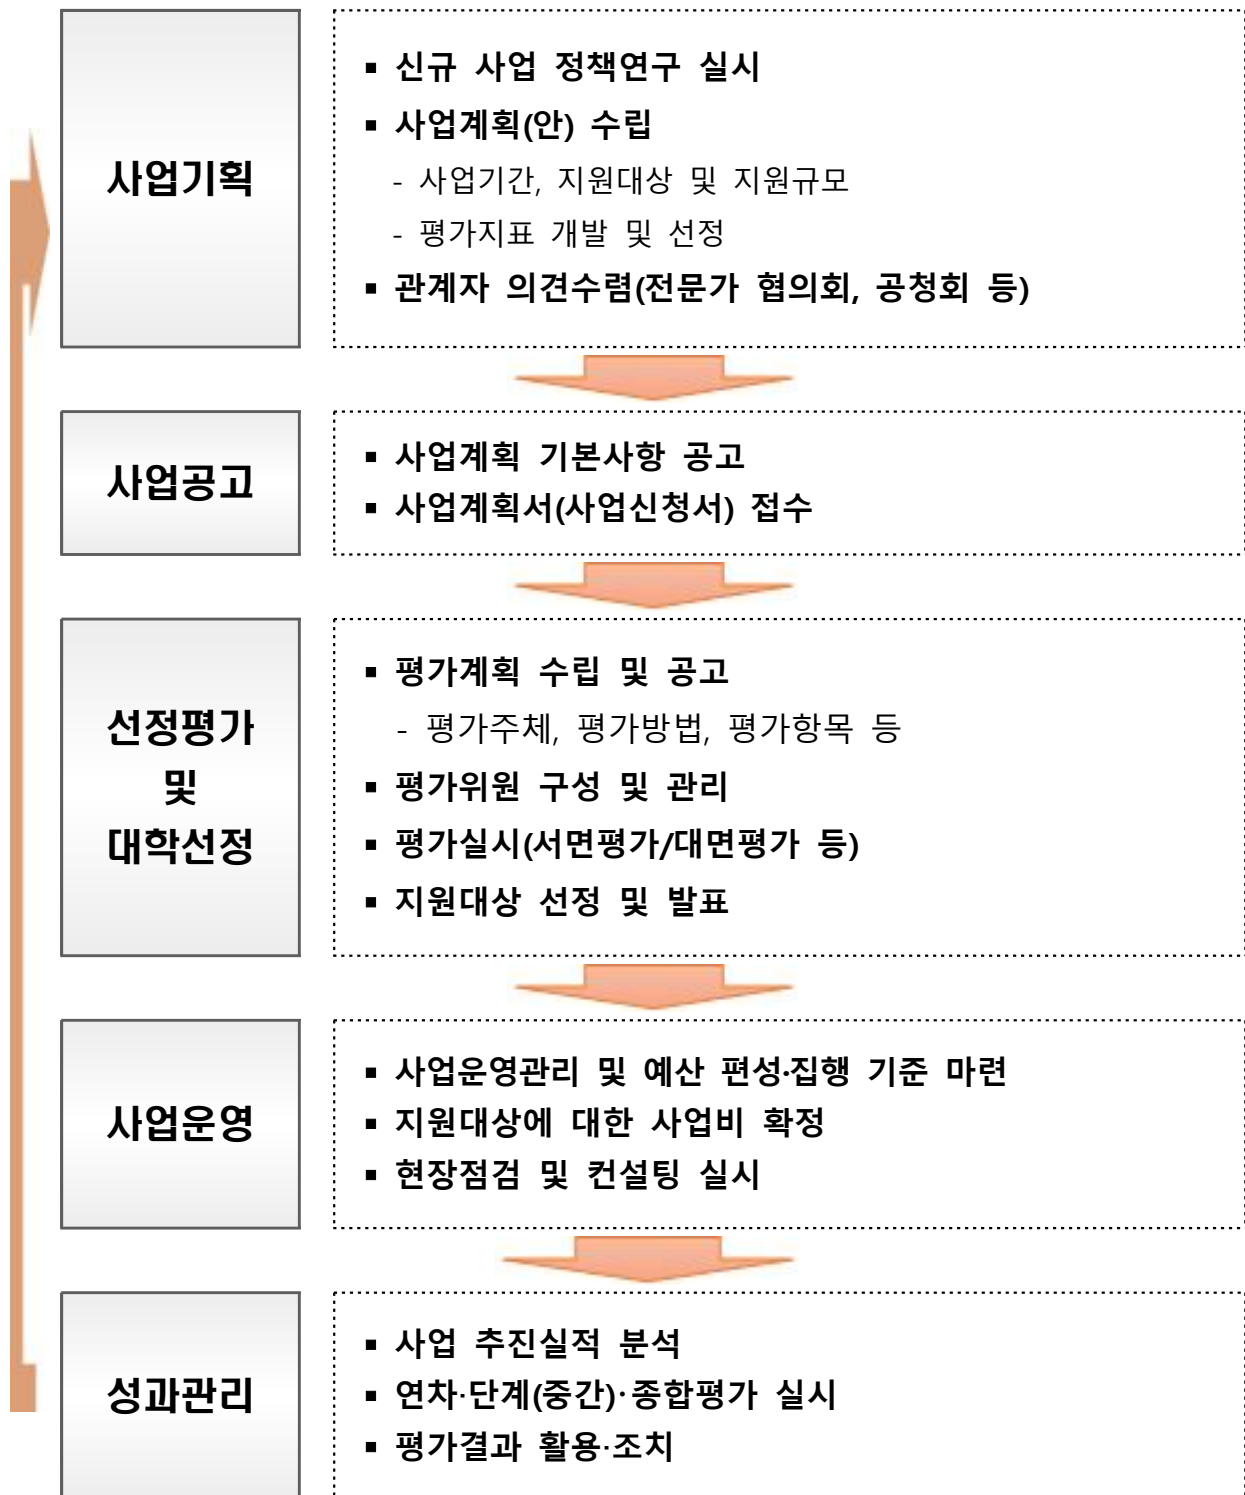 사업기획
▪ 신규 사업 정책연구 실시
▪ 사업계획(안) 수립
- 사업기간, 지원대상 및 지원규모
- 평가지표 개발 및 선정
▪ 관계자 의견수렴(전문가 협의회, 공청회 등)
사업공고
▪ 사업계획 기본사항 공고
▪ 사업계획서(사업신청서) 접수
선정평가
및
대학선정
▪ 평가계획 수립 및 공고
- 평가주체, 평가방법, 평가항목 등
▪ 평가위원 구성 및 관리
▪ 평가실시(서면평가/대면평가 등)
▪ 지원대상 선정 및 발표
사업운영
▪ 사업운영관리 및 예산 편성·집행 기준 마련
▪ 지원대상에 대한 사업비 확정
▪ 현장점검 및 컨설팅 실시
성과관리
▪ 사업 추진실적 분석
▪ 연차·단계(중간)·종합평가 실시
▪ 평가결과 활용·조치